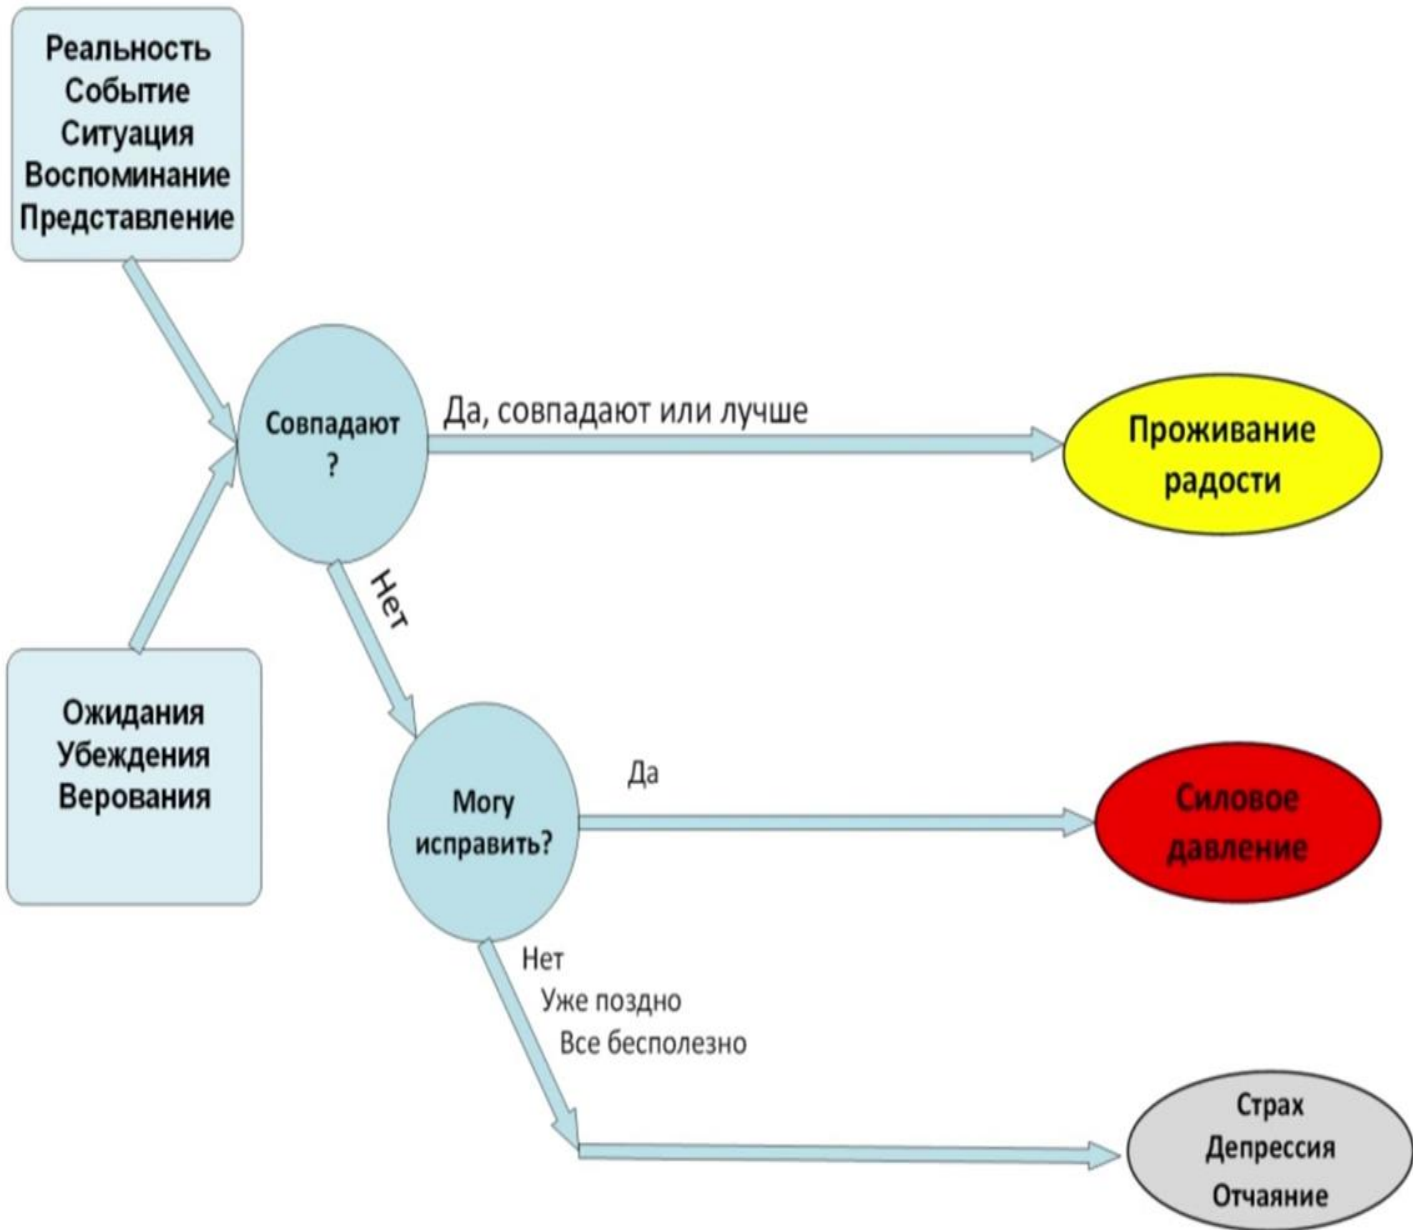 Реальность
Событие
Ситуация
Воспоминание
Представление
Совпадают
?
Да, совпадают или лучше
Проживание
радости
Нет
Ожидания
Убеждения
Верования
Могу
исправить?
Да
Силовое
давление
Нет
Уже поздно
Все бесполезно
Страх
Депрессия
Отчаяние